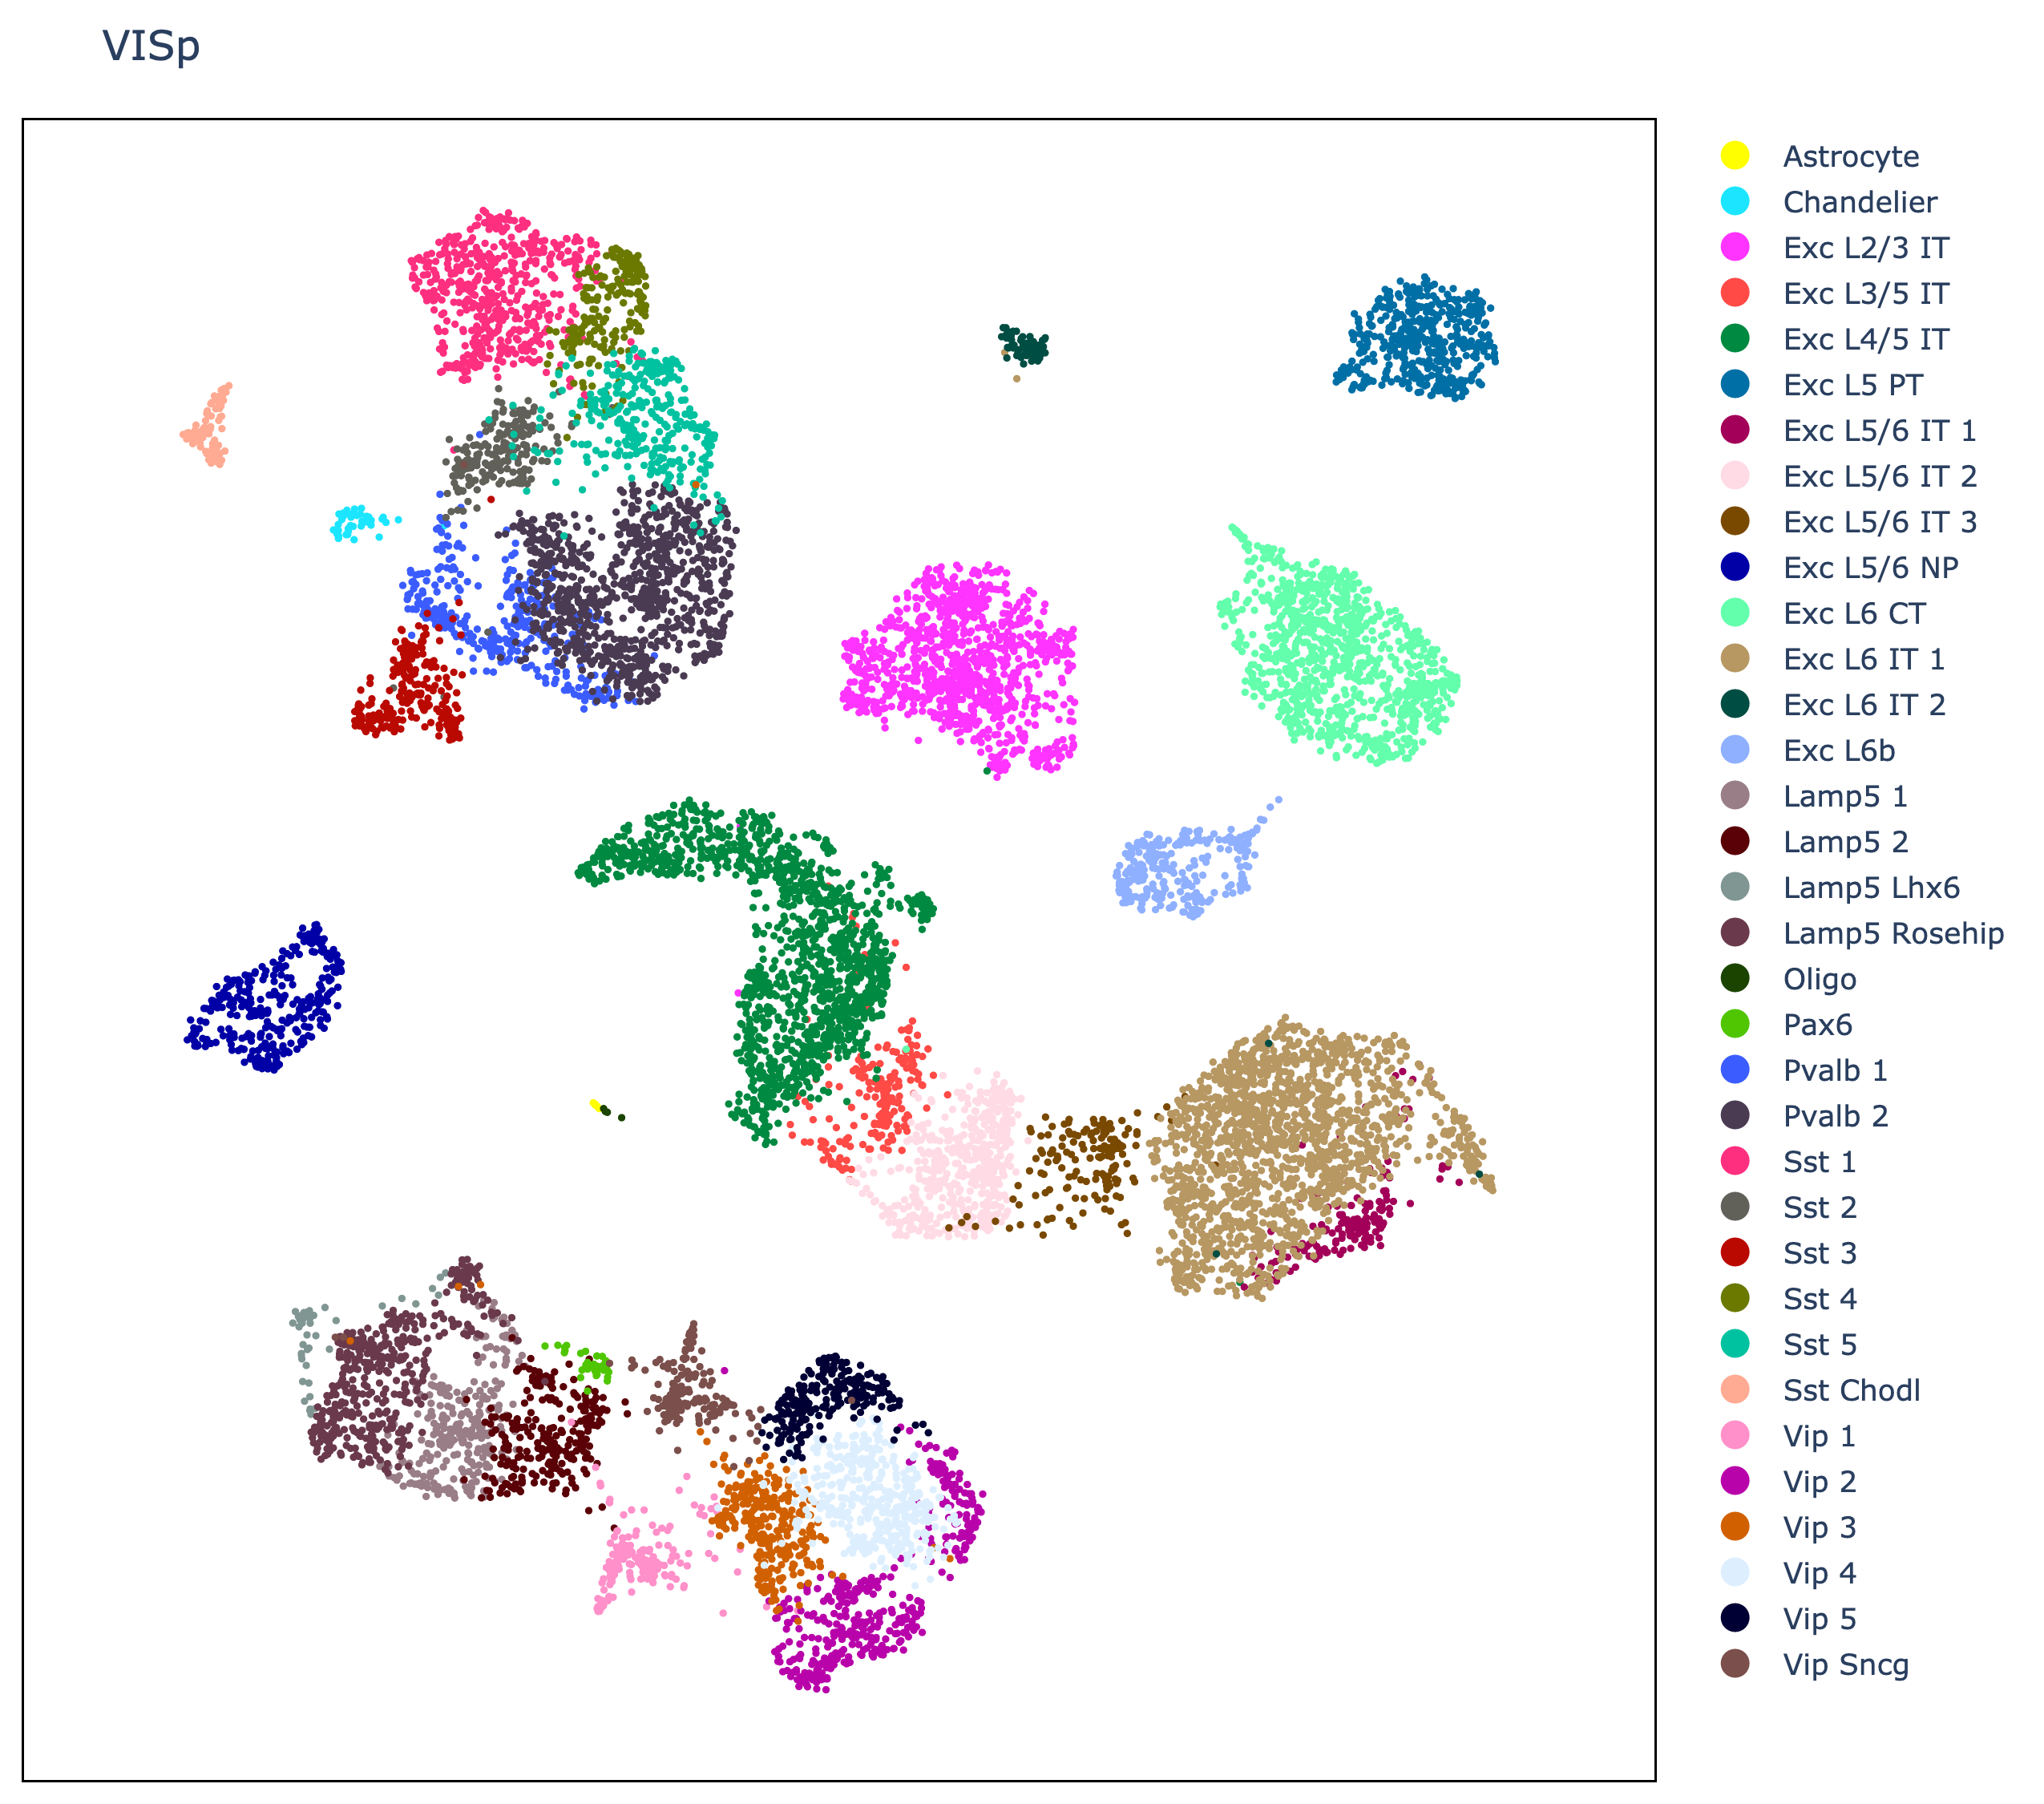 VISp
Astrocyte
Chandelier
Exc L2/3 IT
Exc L3/5 IT
Exc L4/5 IT
Exc L5 PT
Exc L5/6 IT 1
Exc L5/6 IT 2
Exc L5/6 IT 3
Exc L5/6 NP
Exc L6 CT
Exc L6 IT 1
Exc L6 IT 2
Exc L6b
Lamp5 1
Lamp5 2
Lamp5 Lhx6
Lamp5 Rosehip
Oligo
Pax6
Pvalb 1
Pvalb 2
Sst 1
Sst 2
Sst 3
Sst 4
Sst 5
Sst Chodl
Vip 1
Vip 2
Vip 3
Vip 4
Vip 5
Vip Sncg